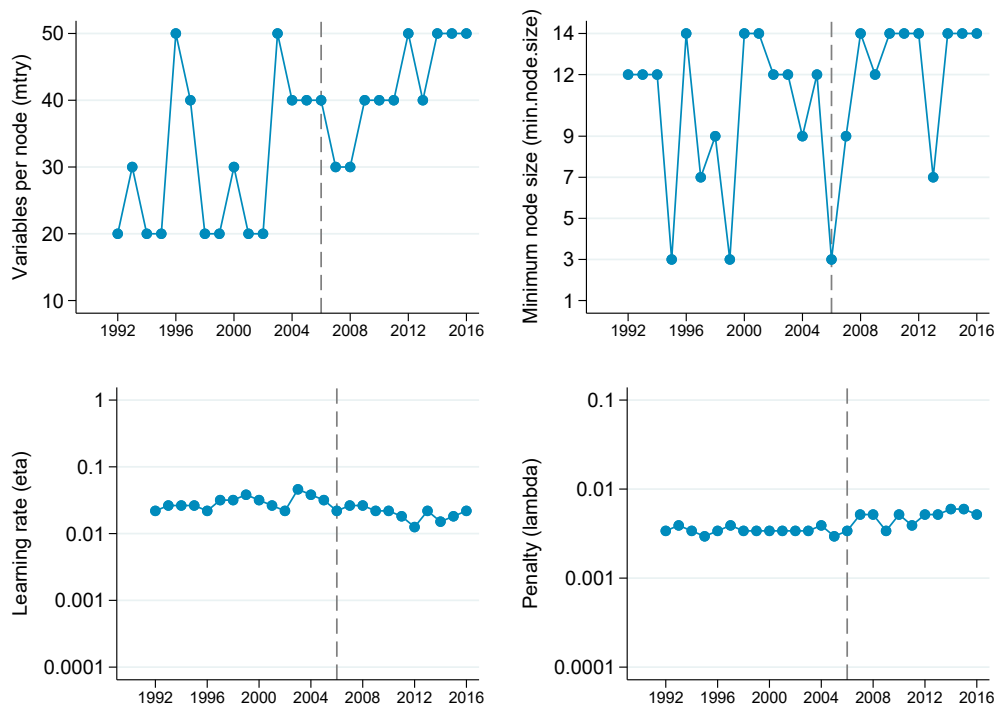 Variables per node (mtry)
50
40
30
20
10
1992 1996 2000 2004 2008 2012 2016
Minimum node size (min.node.size)
14
12
9
7
5
3
1
1992 1996 2000 2004 2008 2012 2016
Learning rate (eta)
1
0.1
0.01
0.001
0.0001
1992 1996 2000 2004 2008 2012 2016
Penalty (lambda)
0.1
0.01
0.001
0.0001
1992 1996 2000 2004 2008 2012 2016